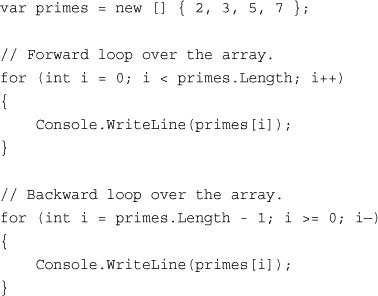 var primes = new [] { 2, 3, 5, 7 };
// Forward loop over the array.
for (int i = 0; i < primes.Length; i++)
{
    Console.WriteLine(primes[i]);
}
// Backward loop over the array.
for (int i = primes.Length - 1; i >= 0; i—)
{
    Console.WriteLine(primes[i]);
}